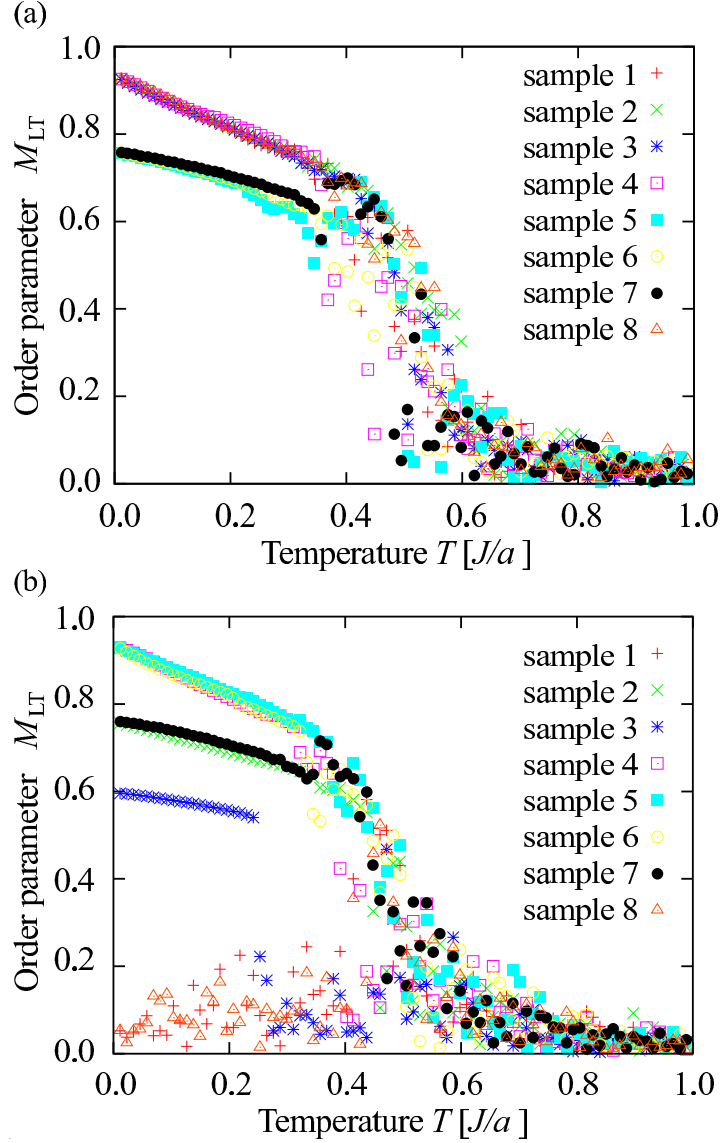 (a)
Order parameter M_LT
1.0
0.8
0.6
0.4
0.2
0.0
sample 1
sample 2
sample 3
sample 4
sample 5
sample 6
sample 7
sample 8
0.0 0.2 0.4 0.6 0.8 1.0
Temperature T [J/a ]
(b)
Order parameter M_LT
1.0
0.8
0.6
0.4
0.2
0.0
sample 1
sample 2
sample 3
sample 4
sample 5
sample 6
sample 7
sample 8
0.0 0.2 0.4 0.6 0.8 1.0
Temperature T [J/a ]